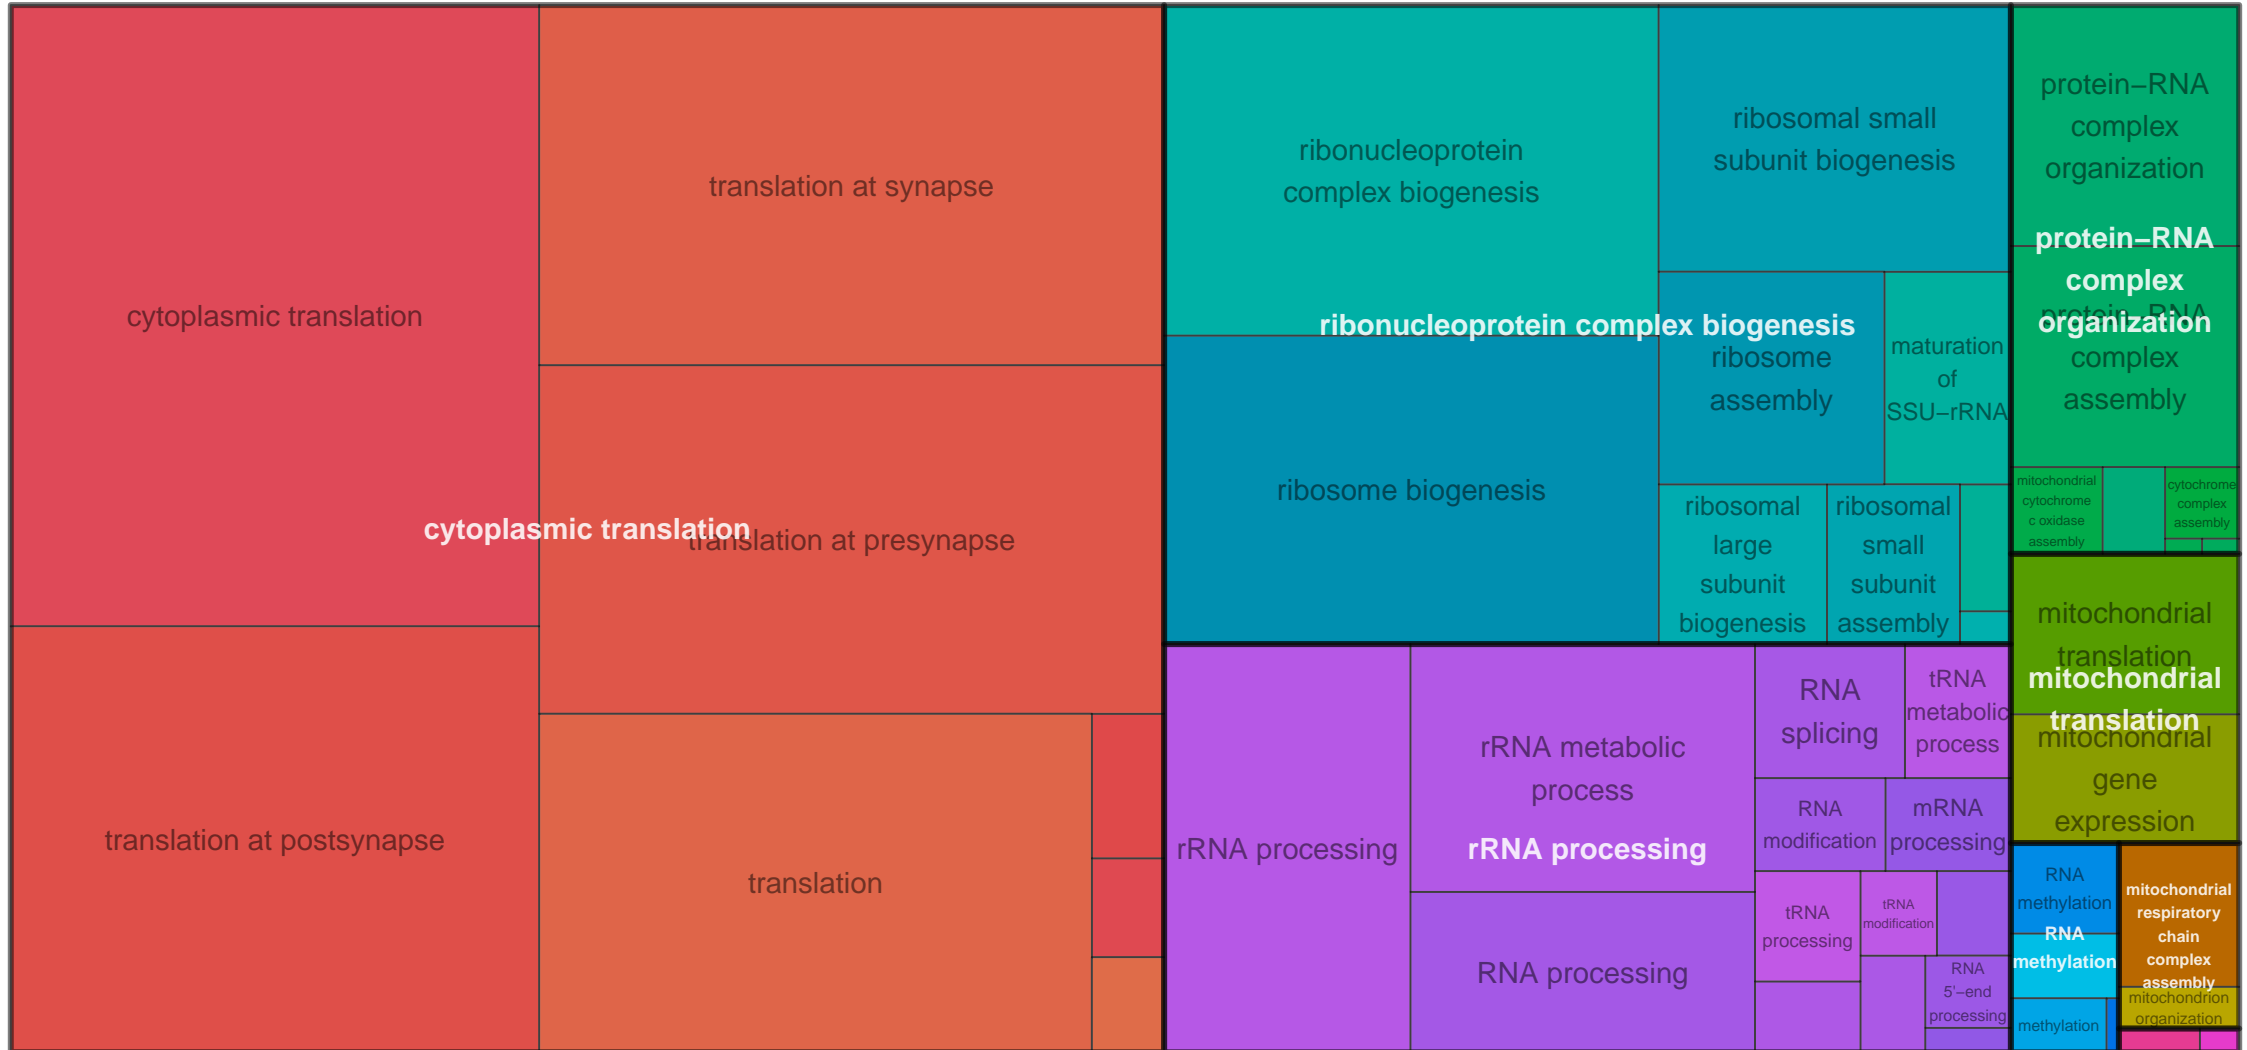 cytoplasmic translation
translation at postsynapse
translation at synapse
translation at presynapse
translation
cytoplasmic translation
ribonucleoprotein
complex biogenesis
ribosome biogenesis
ribosomal small
subunit biogenesis
ribosome
assembly
maturation
of
SSU−rRNA
ribosomal
large
subunit
biogenesis
ribosomal
small
subunit
assembly
ribonucleoprotein complex biogenesis
rRNA processing
rRNA metabolic
process
RNA processing
RNA
splicing
tRNA
metabolic
process
RNA
modification
mRNA
processing
tRNA
processing
tRNA
modification
RNA
5'−end
processing
rRNA processing
protein−RNA
complex
organization
protein−RNA
complex
assembly
mitochondrial
cytochrome
c oxidase
assembly
cytochrome
complex
assembly
protein−RNA
complex
organization
mitochondrial
translation
mitochondrial
gene
expression
mitochondrial
translation
RNA
methylation
methylation
RNA
methylation
mitochondrial
respiratory
chain
complex
assembly
mitochondrion
organization